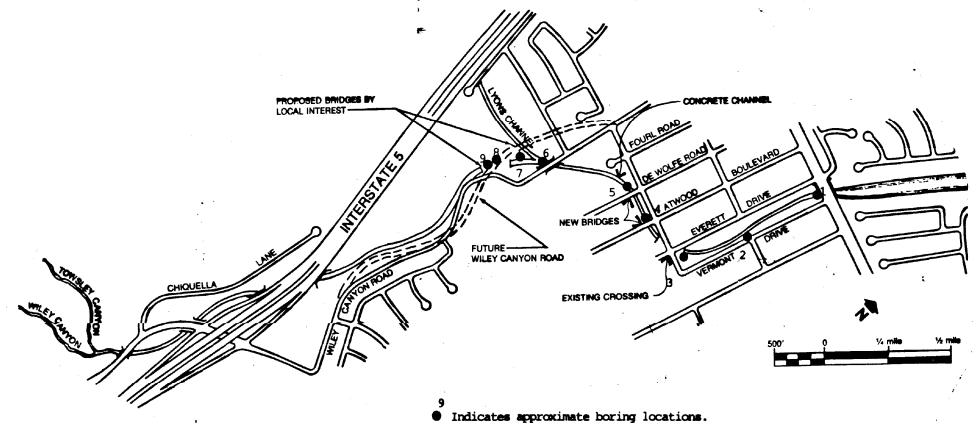 PROPOSED BRIDGES BY
LOCAL INTEREST
INTERSTATE 5
LYONS CHANNEL
CONCRETE CHANNEL
FOURL ROAD
DE WOLFE ROAD
BOULEVARD
ATWOOD
EVERETT DRIVE
VERMONT DRIVE
9
8
7
6
5
4
3
2
1
NEW BRIDGES
EXISTING CROSSING
FUTURE
WILEY CANYON ROAD
WILEY CANYON ROAD
CHIQUELLA LANE
TOWSLEY CANYON
WILEY CANYON
N
500' 0 ¼ mile ½ mile
9
Indicates approximate boring locations.